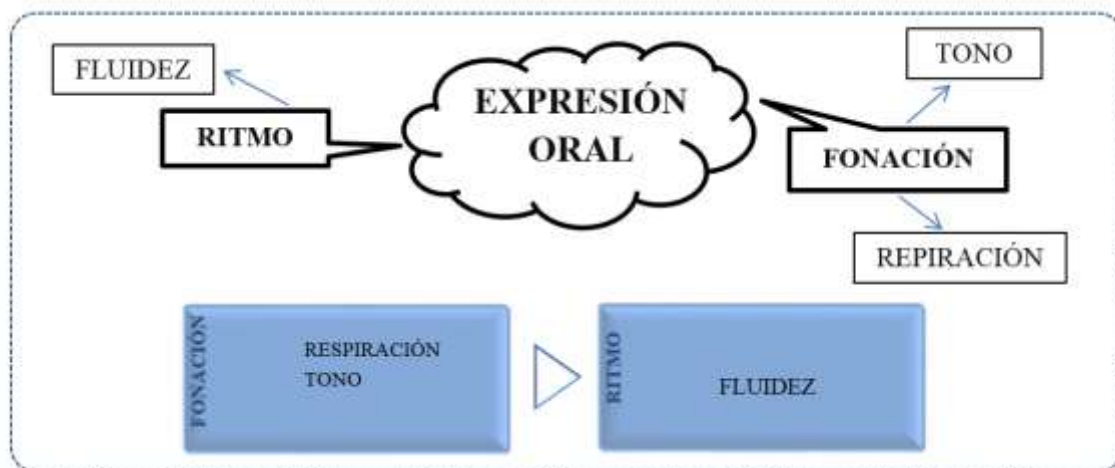 FLUIDEZ
RITMO
EXPRESIÓN
ORAL
TONO
FONACIÓN
REPIRACIÓN
FONACIÓN
RESPIRACIÓN
TONO
RITMO
FLUIDEZ